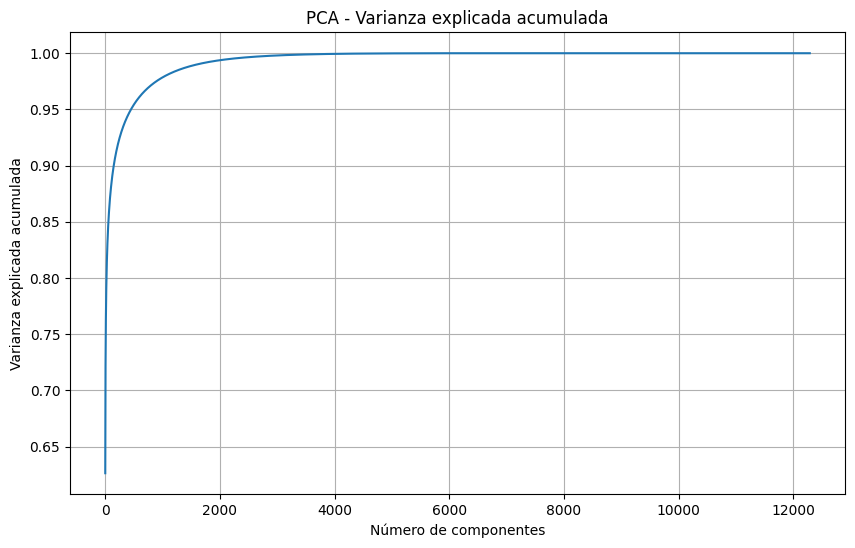 PCA - Varianza explicada acumulada
Varianza explicada acumulada
1.00
0.95
0.90
0.85
0.80
0.75
0.70
0.65
0 2000 4000 6000 8000 10000 12000
Número de componentes